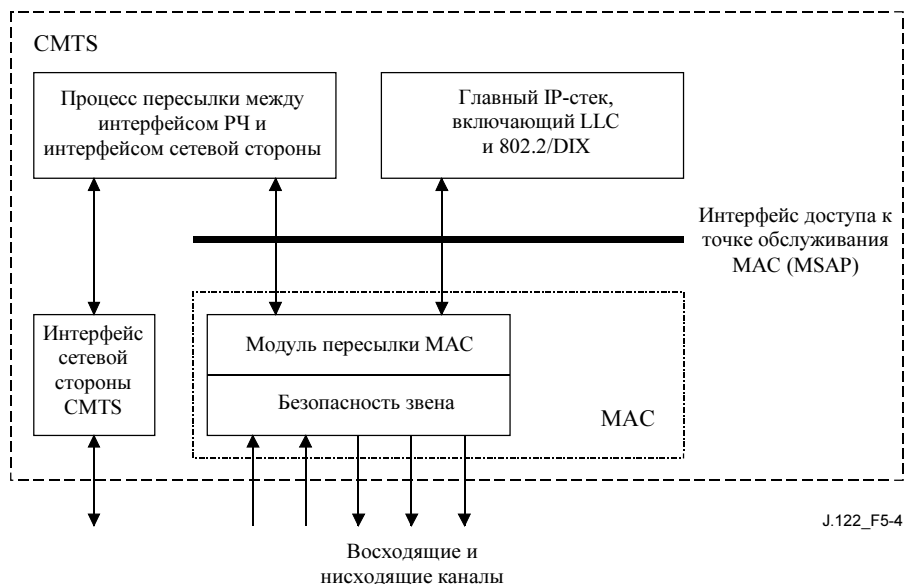 CMTS
Процесс пересылки между
интерфейсом РЧ и
интерфейсом сетевой стороны
Главный IP-стек,
включающий LLC
и 802.2/DIX
Интерфейс доступа к
точке обслуживания
MAC (MSAP)
Интерфейс
сетевой
стороны
CMTS
Модуль пересылки MAC
Безопасность звена
MAC
J.122_F5-4
Восходящие и
нисходящие каналы